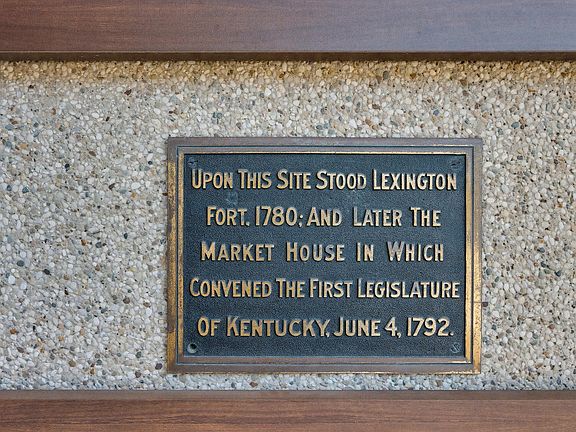 UPON THIS SITE STOOD LEXINGTON
FORT. 1780; AND LATER THE
MARKET HOUSE IN WHICH
CONVENED THE FIRST LEGISLATURE
OF KENTUCKY, JUNE 4, 1792.